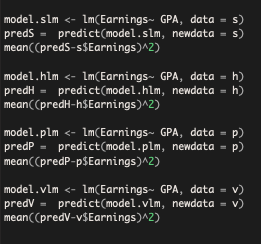 model.slm <- lm(Earnings~ GPA, data = s)
predS =  predict(model.slm, newdata = s)
mean((predS-s$Earnings)^2)
model.hlm <- lm(Earnings~ GPA, data = h)
predH =  predict(model.hlm, newdata = h)
mean((predH-h$Earnings)^2)
model.plm <- lm(Earnings~ GPA, data = p)
predP =  predict(model.plm, newdata = p)
mean((predP-p$Earnings)^2)
model.vlm <- lm(Earnings~ GPA, data = v)
predV =  predict(model.vlm, newdata = v)
mean((predV-v$Earnings)^2)